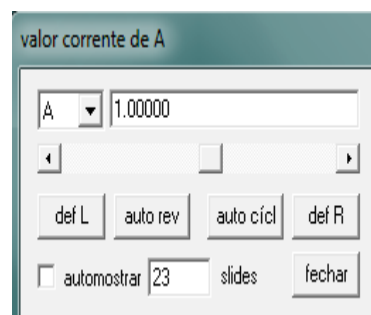 valor corrente de A
A 1.00000
def L auto rev auto cícl def R
automostrar 23 slides fechar